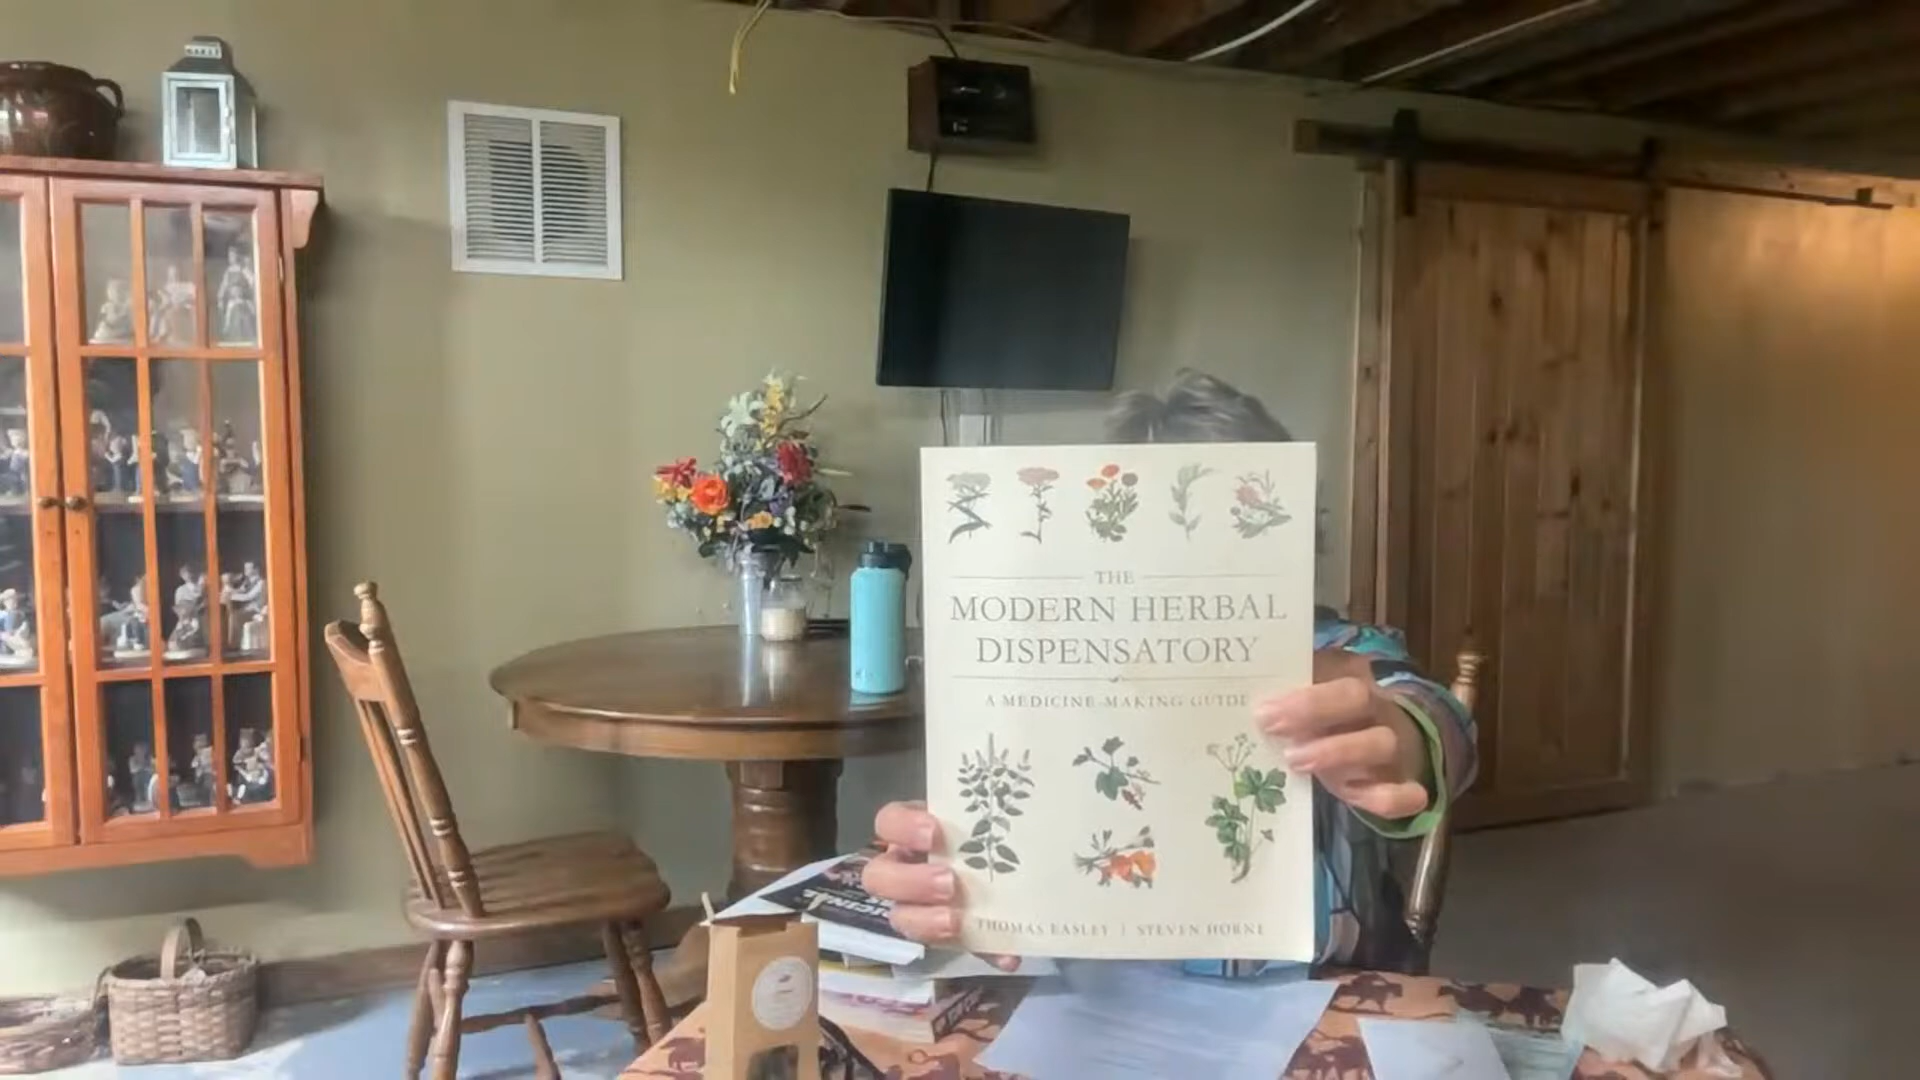 THE
MODERN HERBAL
DISPENSATORY
A MEDICINE-MAKING GUIDE
THOMAS EASLEY | STEVEN HORNE